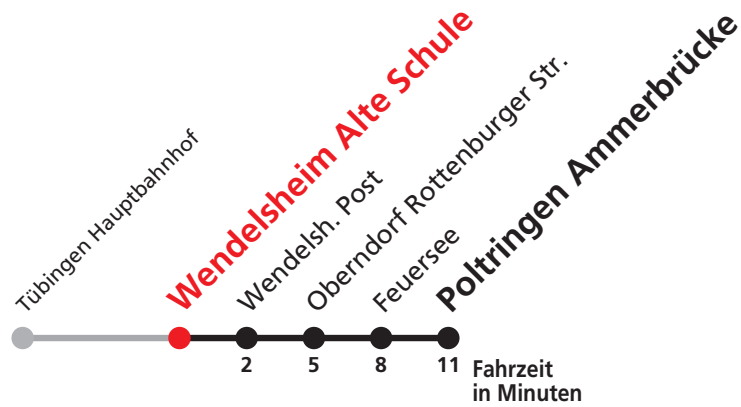 Tübingen Hauptbahnhof
Wendelsheim Alte Schule
Wendelsh. Post
Oberndorf Rottenburger Str.
Feuersee
Poltringen Ammerbrücke
2 5 8 11
Fahrzeit
in Minuten